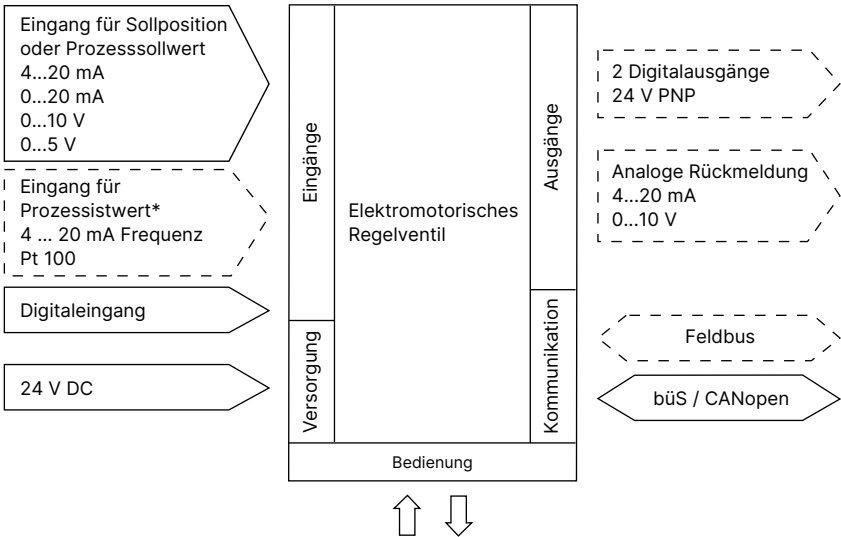 Eingang für Sollposition
oder Prozesssollwert
4...20 mA
0...20 mA
0...10 V
0...5 V
Eingang für
Prozessistwert*
4 ... 20 mA Frequenz
Pt 100
Digitaleingang
24 V DC
Eingänge
Versorgung
Elektromotorisches
Regelventil
Ausgänge
Kommunikation
Bedienung
2 Digitalausgänge
24 V PNP
Analoge Rückmeldung
4...20 mA
0...10 V
Feldbus
büS / CANopen